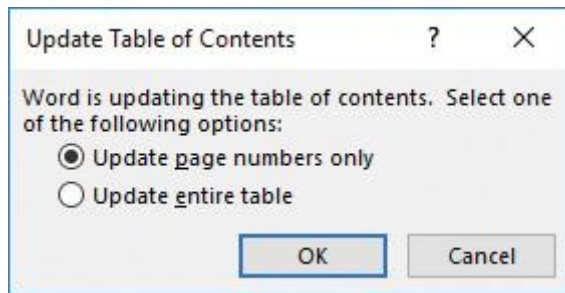 Update Table of Contents ? ×
Word is updating the table of contents. Select one
of the following options:
Update page numbers only
Update entire table
OK Cancel